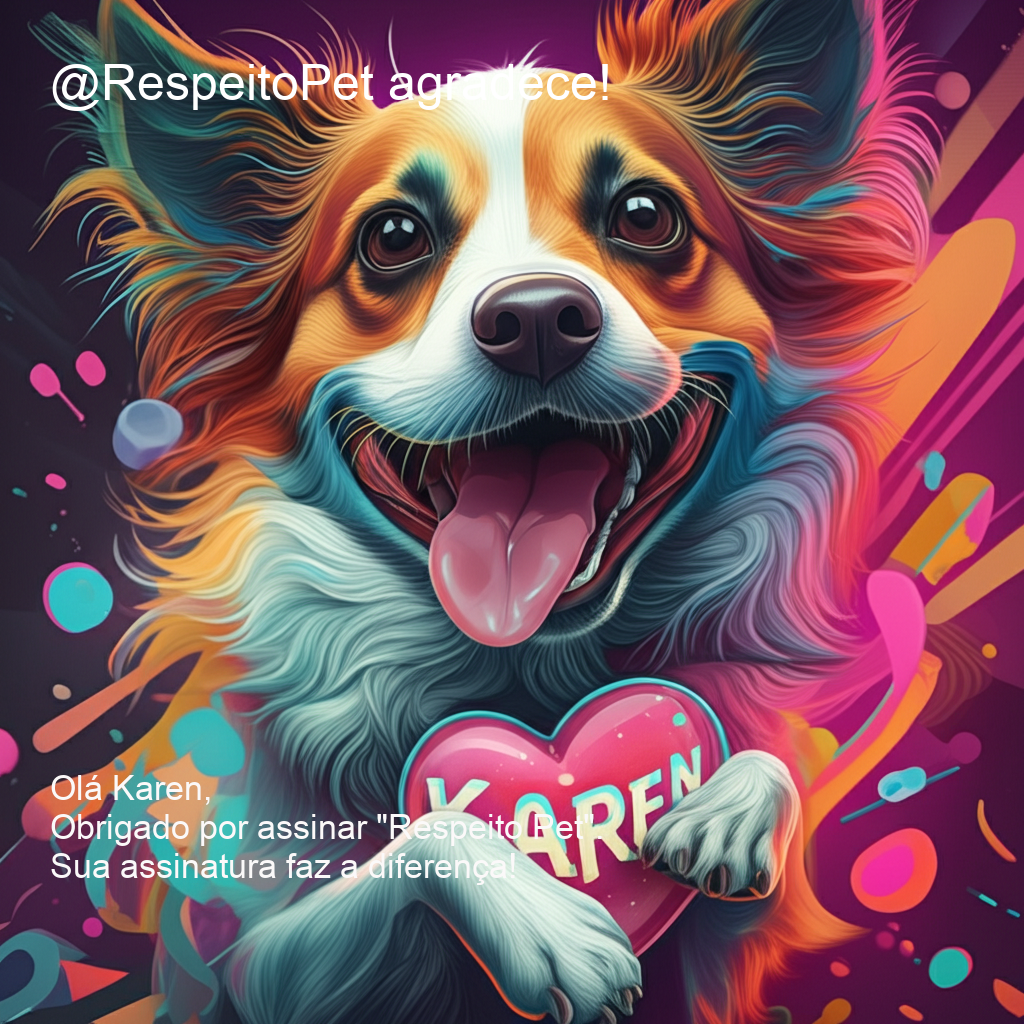 @RespeitoPet agradece!
Olá Karen,
Obrigado por assinar "Respeito Pet".
Sua assinatura faz a diferença!
KAREN